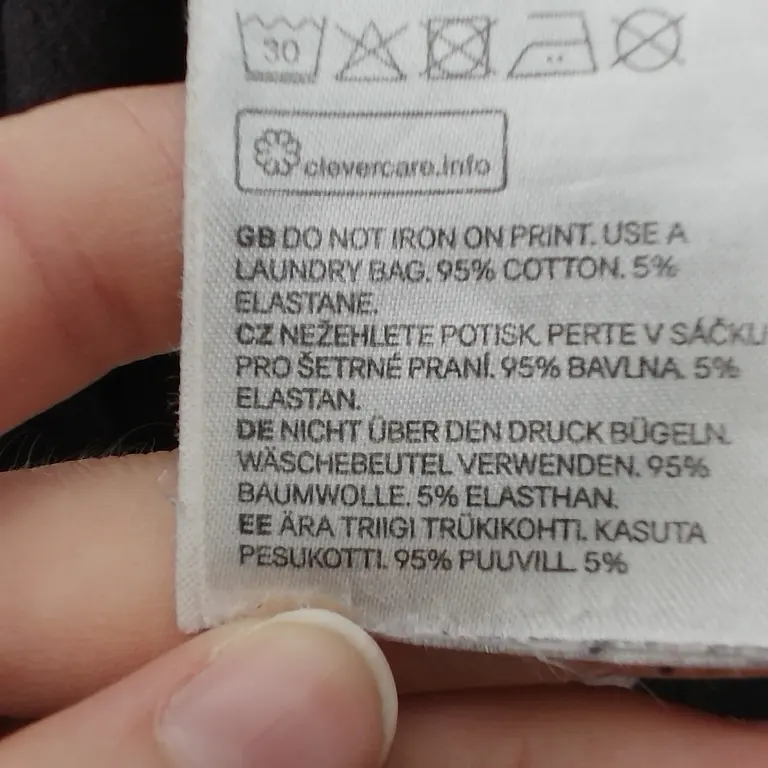 30
clevercare.info
GB DO NOT IRON ON PRINT. USE A
LAUNDRY BAG. 95% COTTON. 5%
ELASTANE.
CZ NEŽEHLETE POTISK. PERTE V SÁČKU
PRO ŠETRNÉ PRANÍ. 95% BAVLNA. 5%
ELASTAN.
DE NICHT ÜBER DEN DRUCK BÜGELN.
WÄSCHEBEUTEL VERWENDEN. 95%
BAUMWOLLE. 5% ELASTHAN.
EE ÄRA TRIIGI TRÜKIKOHTI. KASUTA
PESUKOTTI. 95% PUUVILL. 5%